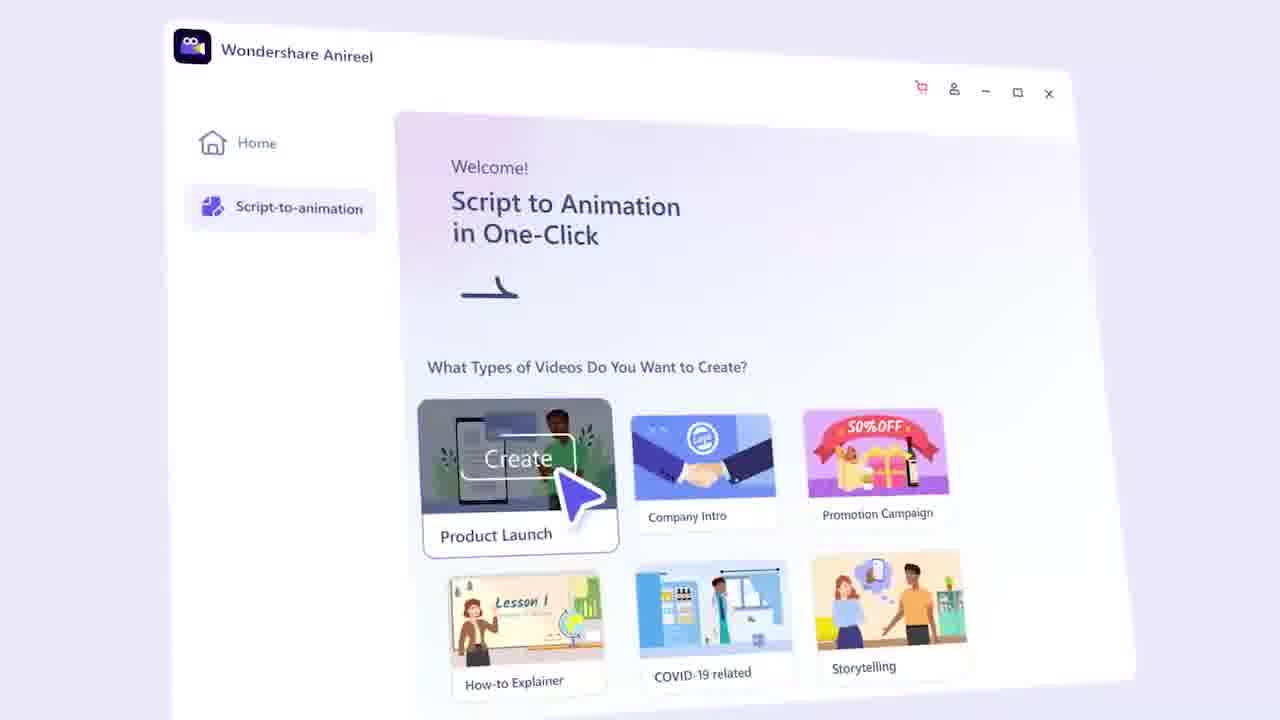 Wondershare Anireel
Home
Script-to-animation
Welcome!
Script to Animation
in One-Click
What Types of Videos Do You Want to Create?
Create
Product Launch
Company Intro
50%OFF
Promotion Campaign
Lesson 1
How-to Explainer
COVID-19 related
Storytelling